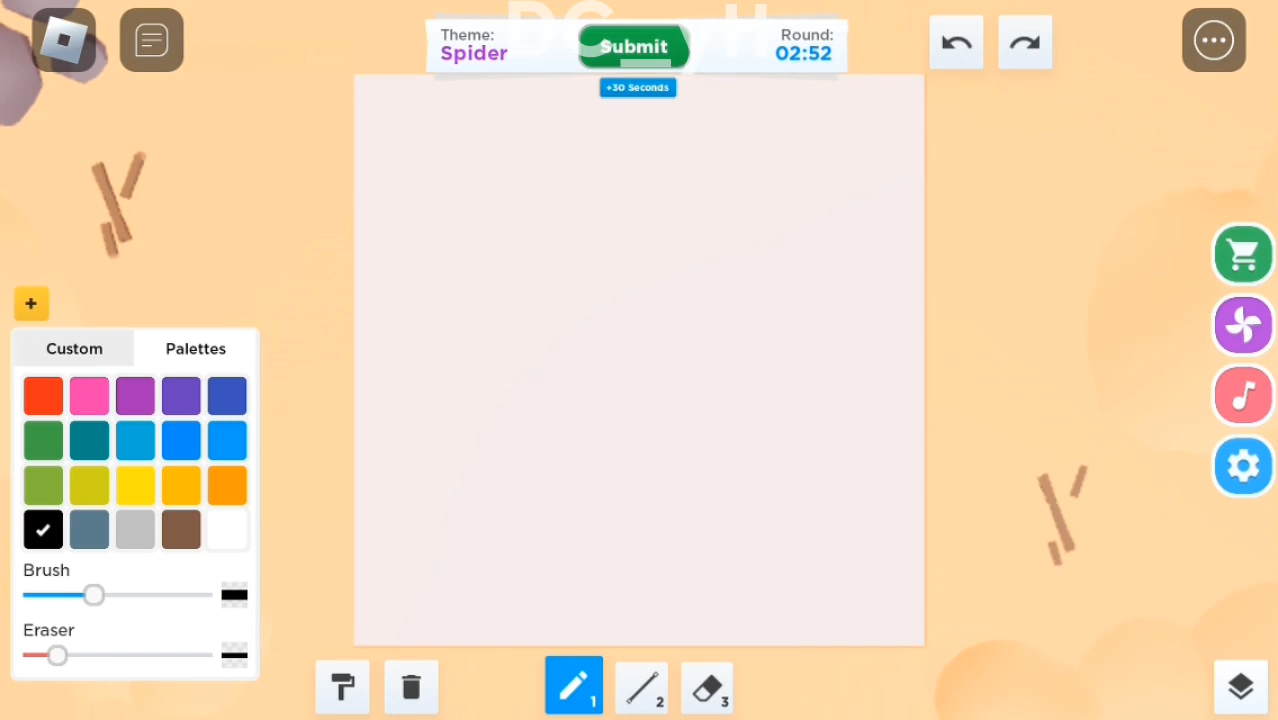 Theme:
Spider
Submit
Round:
02:52
+30 Seconds
+
Custom
Palettes
Brush
Eraser
1
2
3